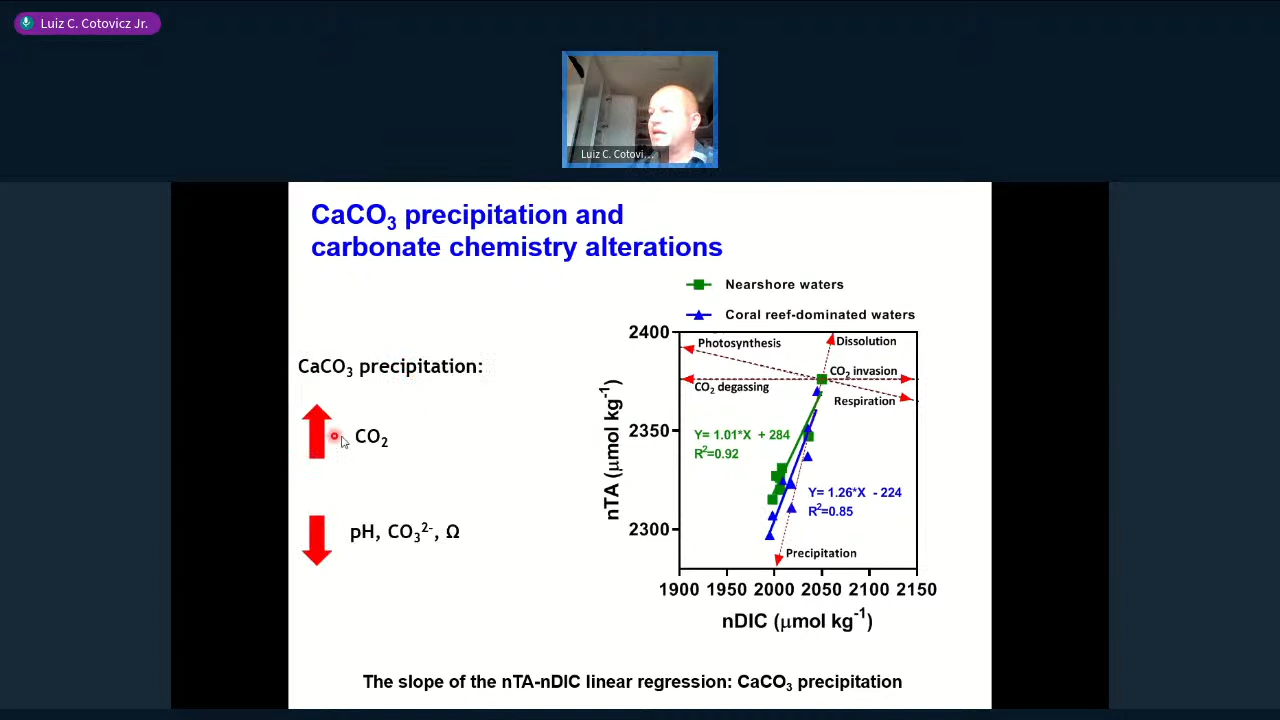 Luiz C. Cotovicz Jr.
Luiz C. Cotovi...
CaCO₃ precipitation and
carbonate chemistry alterations
CaCO₃ precipitation:
CO₂
pH, CO₃²⁻, Ω
Nearshore waters
Coral reef-dominated waters
2400
2350
2300
nTA (µmol kg⁻¹)
Photosynthesis
Dissolution
CO₂ invasion
CO₂ degassing
Respiration
Y= 1.01*X + 284
R²=0.92
Y= 1.26*X - 224
R²=0.85
Precipitation
1900 1950 2000 2050 2100 2150
nDIC (µmol kg⁻¹)
The slope of the nTA-nDIC linear regression: CaCO₃ precipitation